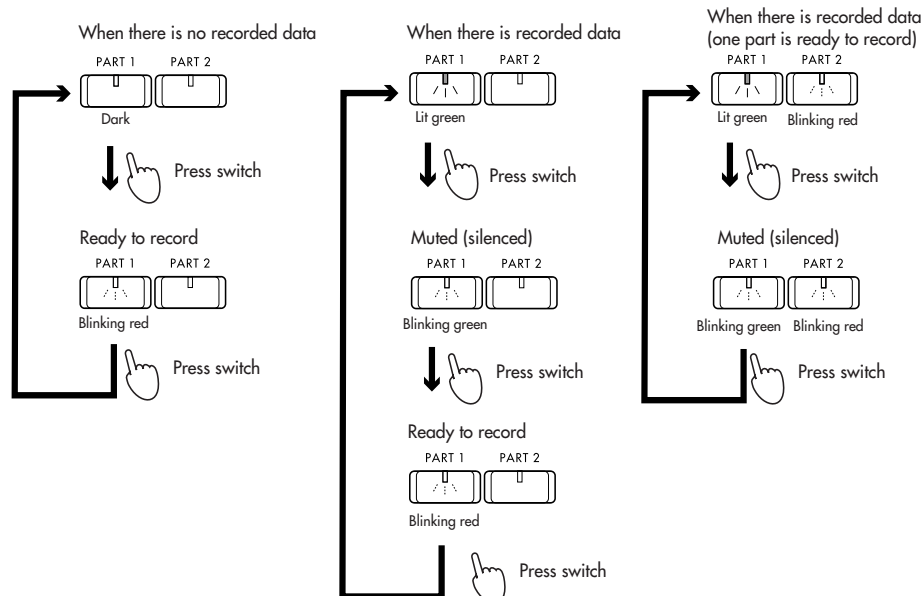 When there is no recorded data
PART 1 PART 2
Dark
Press switch
Ready to record
PART 1 PART 2
Blinking red
Press switch
When there is recorded data
PART 1 PART 2
Lit green
Press switch
Muted (silenced)
PART 1 PART 2
Blinking green
Press switch
Ready to record
PART 1 PART 2
Blinking red
Press switch
When there is recorded data
(one part is ready to record)
PART 1 PART 2
Lit green Blinking red
Press switch
Muted (silenced)
PART 1 PART 2
Blinking green Blinking red
Press switch